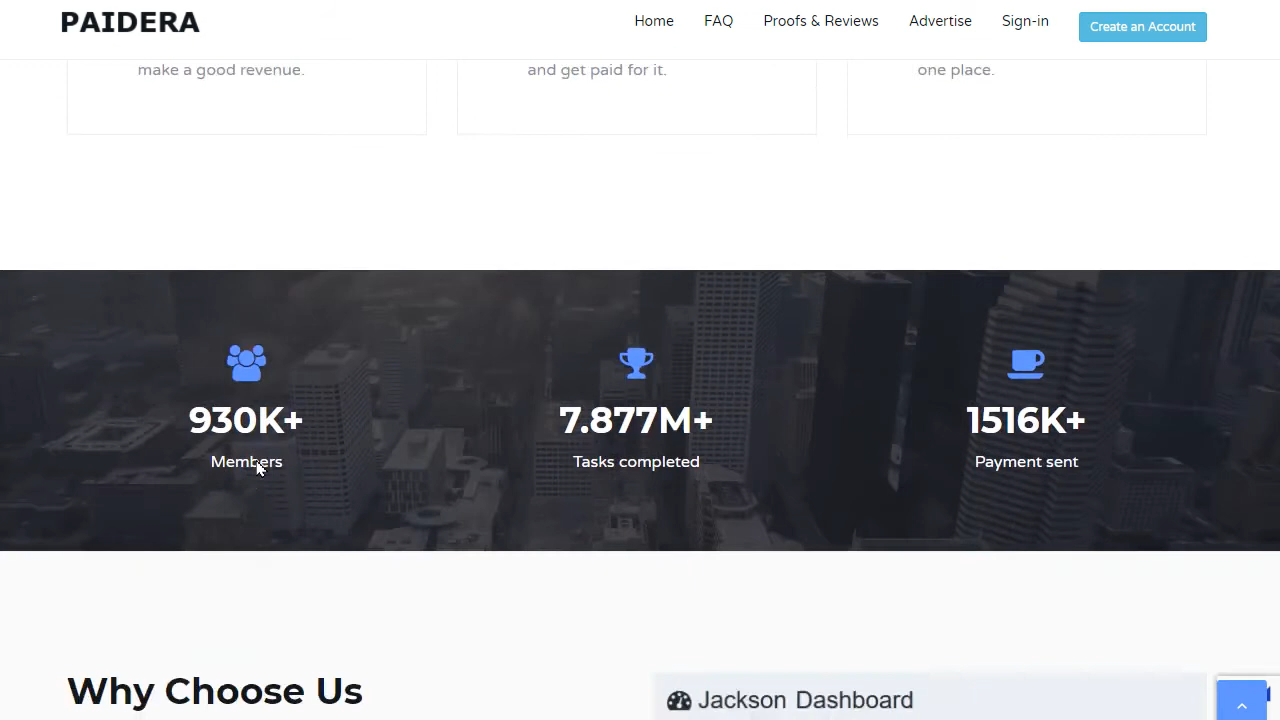 PAIDERA
Home FAQ Proofs & Reviews Advertise Sign-in Create an Account
make a good revenue.
and get paid for it.
one place.
930K+
Members
7.877M+
Tasks completed
1516K+
Payment sent
Why Choose Us
Jackson Dashboard